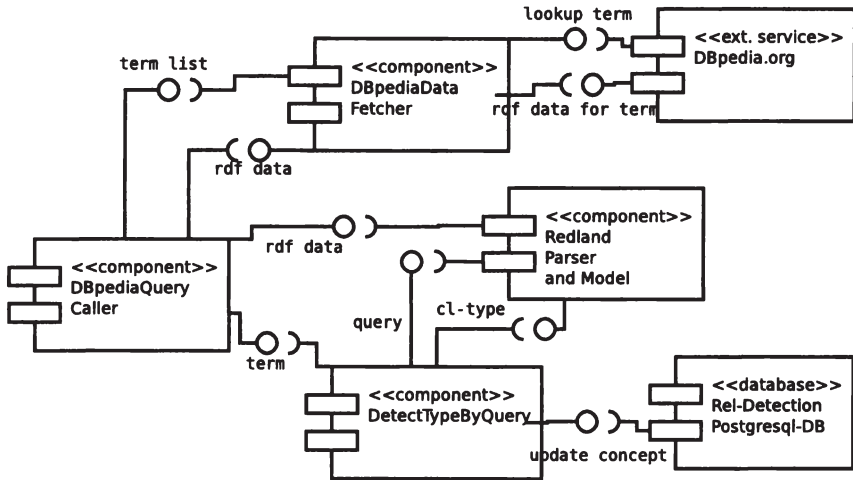 lookup term
<<ext. service>>
DBpedia.org
term list
<<component>>
DBpediaData
Fetcher
rdf data for term
rdf data
<<component>>
Redland
Parser
and Model
rdf data
<<component>>
DBpediaQuery
Caller
query
cl-type
term
<<component>>
DetectTypeByQuery
<<database>>
Rel-Detection
Postgresql-DB
update concept